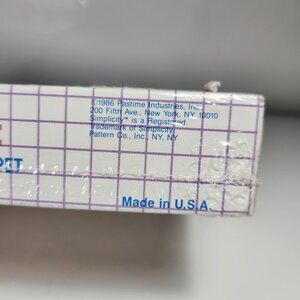 ©1986 Pastime Industries, Inc.
200 Fifth Ave., New York, NY 10010
Simplicity™ is a Registered
Trademark of Simplicity
Pattern Co., Inc., NY, NY
Made in U.S.A.